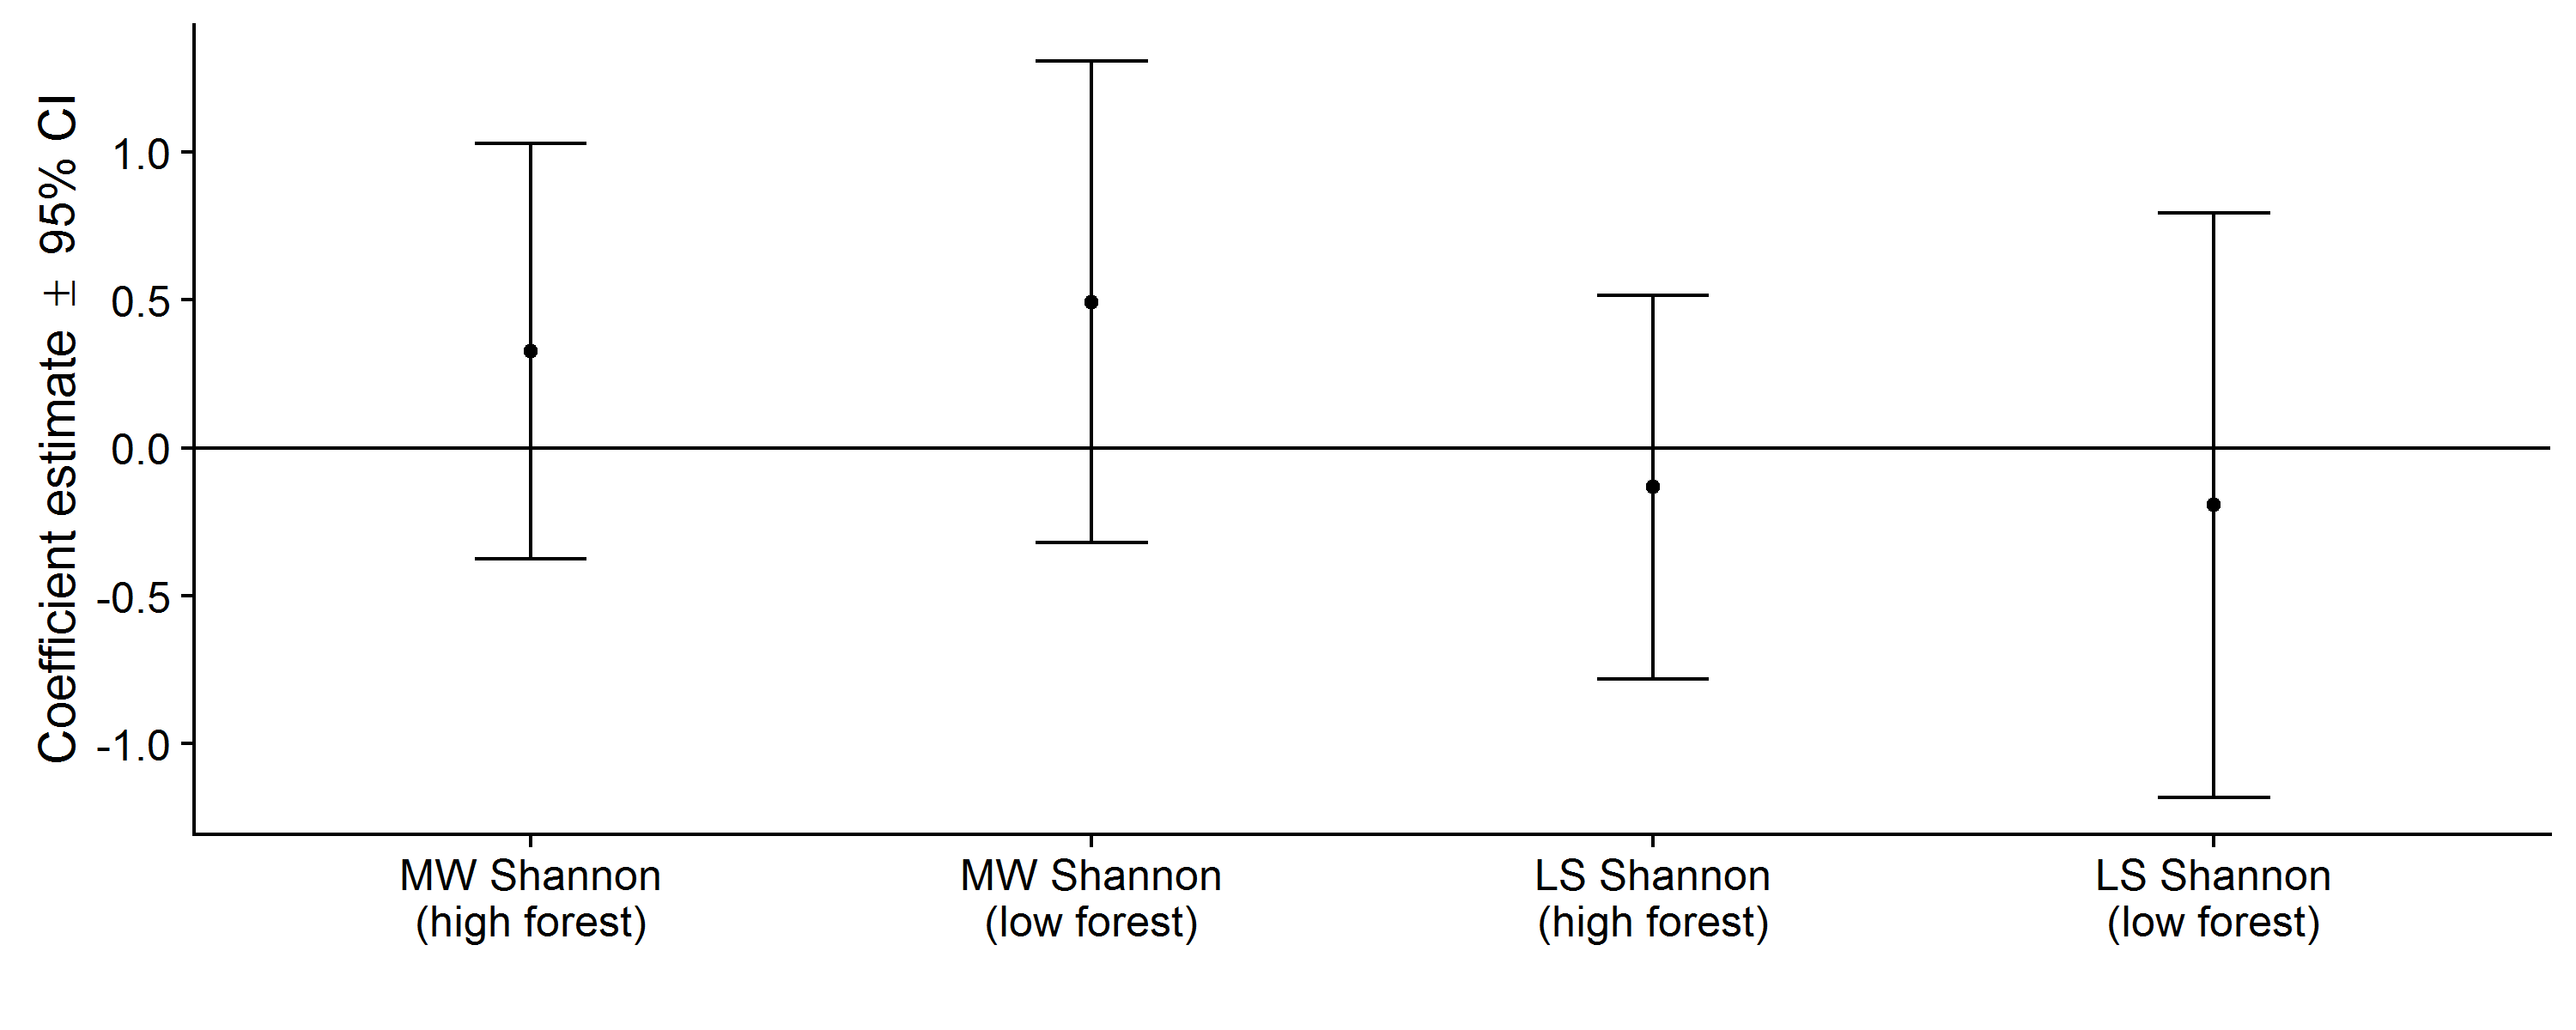 Coefficient estimate ± 95% CI
1.0
0.5
0.0
-0.5
-1.0
MW Shannon
(high forest)
MW Shannon
(low forest)
LS Shannon
(high forest)
LS Shannon
(low forest)